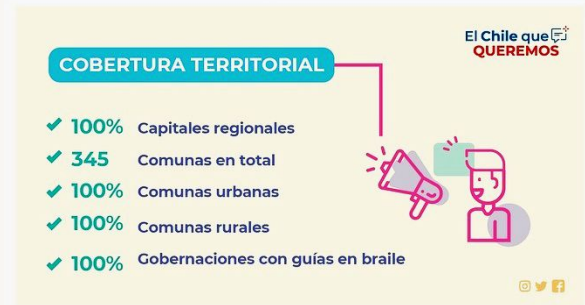 El Chile que
QUEREMOS
COBERTURA TERRITORIAL
100% Capitales regionales
345 Comunas en total
100% Comunas urbanas
100% Comunas rurales
100% Gobernaciones con guías en braile